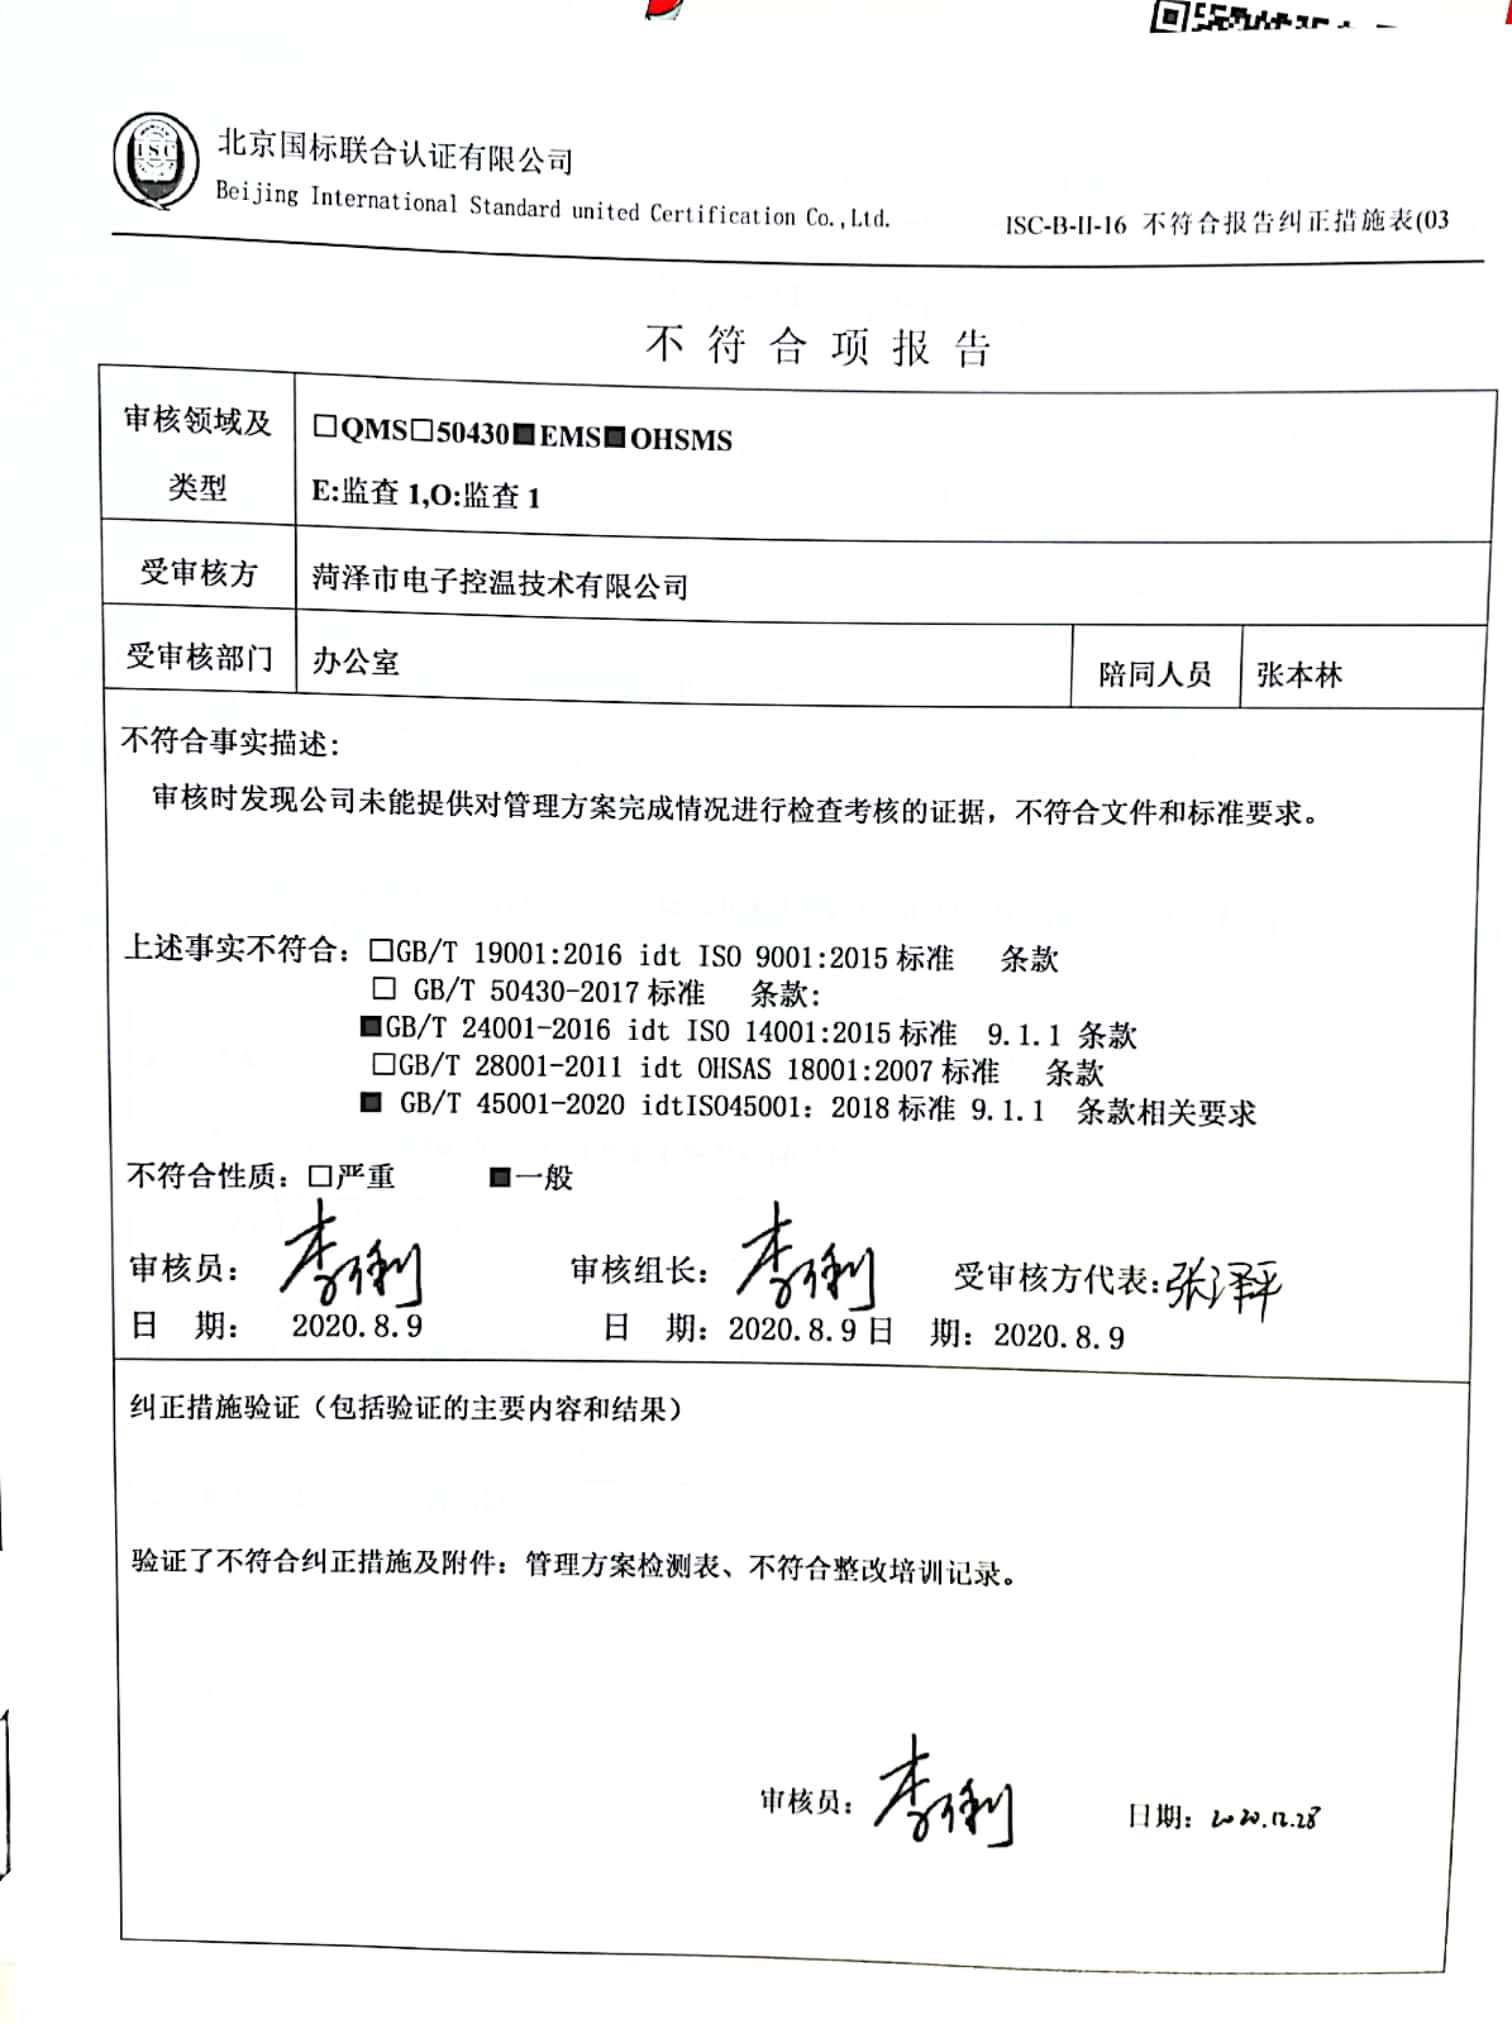 ISC
北京国标联合认证有限公司
Beijing International Standard united Certification Co.,Ltd.
ISC-B-II-16 不符合报告纠正措施表(03
不符合项报告
审核领域及类型
□QMS□50430■EMS■OHSMS
E:监查 1,O:监查 1
受审核方
菏泽市电子控温技术有限公司
受审核部门 办公室 陪同人员 张本林
不符合事实描述:
审核时发现公司未能提供对管理方案完成情况进行检查考核的证据，不符合文件和标准要求。
上述事实不符合：□GB/T 19001:2016 idt ISO 9001:2015 标准 条款
□ GB/T 50430-2017 标准 条款:
■GB/T 24001-2016 idt ISO 14001:2015 标准 9.1.1 条款
□GB/T 28001-2011 idt OHSAS 18001:2007 标准 条款
■ GB/T 45001-2020 idtISO45001: 2018 标准 9.1.1 条款相关要求
不符合性质：□严重 ■一般
审核员： 李俐 审核组长： 李俐 受审核方代表:张泽平
日 期： 2020.8.9 日 期：2020.8.9 日 期：2020.8.9
纠正措施验证（包括验证的主要内容和结果）
验证了不符合纠正措施及附件：管理方案检测表、不符合整改培训记录。
审核员： 李俐 日期：2020.12.28